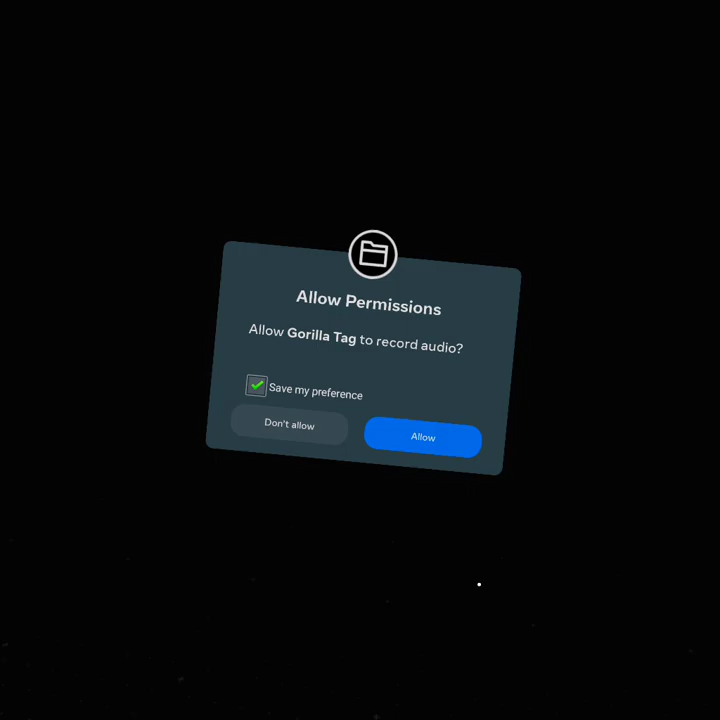 Allow Permissions
Allow Gorilla Tag to record audio?
Save my preference
Don't allow
Allow